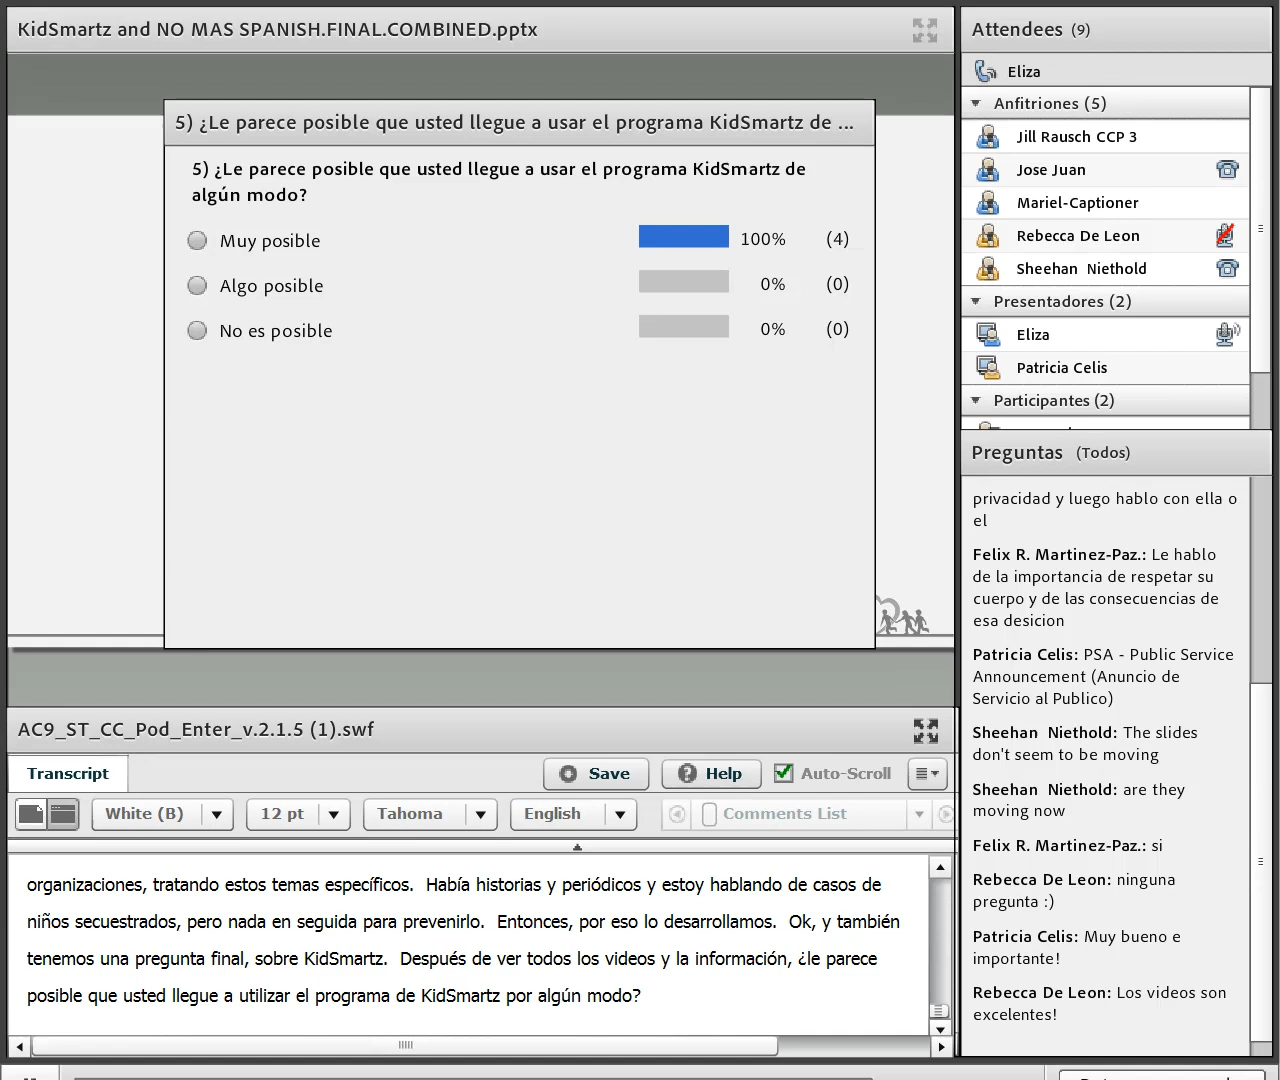 KidSmartz and NO MAS SPANISH.FINAL.COMBINED.pptx
5) ¿Le parece posible que usted llegue a usar el programa KidSmartz de ...
5) ¿Le parece posible que usted llegue a usar el programa KidSmartz de
algún modo?
Muy posible 100% (4)
Algo posible 0% (0)
No es posible 0% (0)
AC9_ST_CC_Pod_Enter_v.2.1.5 (1).swf
Transcript Save Help Auto-Scroll
White (B) 12 pt Tahoma English Comments List
organizaciones, tratando estos temas específicos. Había historias y periódicos y estoy hablando de casos de
niños secuestrados, pero nada en seguida para prevenirlo. Entonces, por eso lo desarrollamos. Ok, y también
tenemos una pregunta final, sobre KidSmartz. Después de ver todos los videos y la información, ¿le parece
posible que usted llegue a utilizar el programa de KidSmartz por algún modo?
Attendees (9)
Eliza
Anfitriones (5)
Jill Rausch CCP 3
Jose Juan
Mariel-Captioner
Rebecca De Leon
Sheehan Niethold
Presentadores (2)
Eliza
Patricia Celis
Participantes (2)
Preguntas (Todos)
privacidad y luego hablo con ella o
el
Felix R. Martinez-Paz.: Le hablo
de la importancia de respetar su
cuerpo y de las consecuencias de
esa desicion
Patricia Celis: PSA - Public Service
Announcement (Anuncio de
Servicio al Publico)
Sheehan Niethold: The slides
don't seem to be moving
Sheehan Niethold: are they
moving now
Felix R. Martinez-Paz.: si
Rebecca De Leon: ninguna
pregunta :)
Patricia Celis: Muy bueno e
importante!
Rebecca De Leon: Los videos son
excelentes!